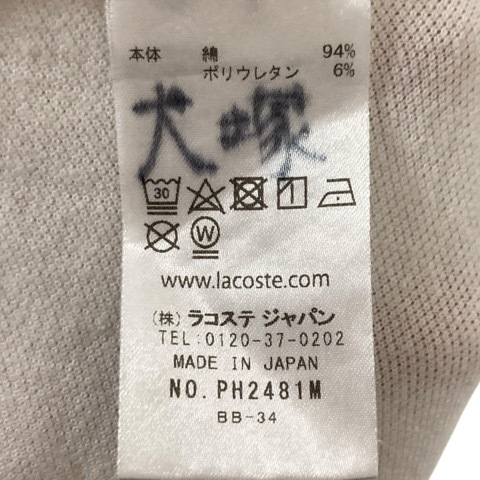 本体 綿 94%
ポリウレタン 6%
犬塚
30
W
www.lacoste.com
(株) ラコステ ジャパン
TEL:0120-37-0202
MADE IN JAPAN
NO. PH2481M
BB-34